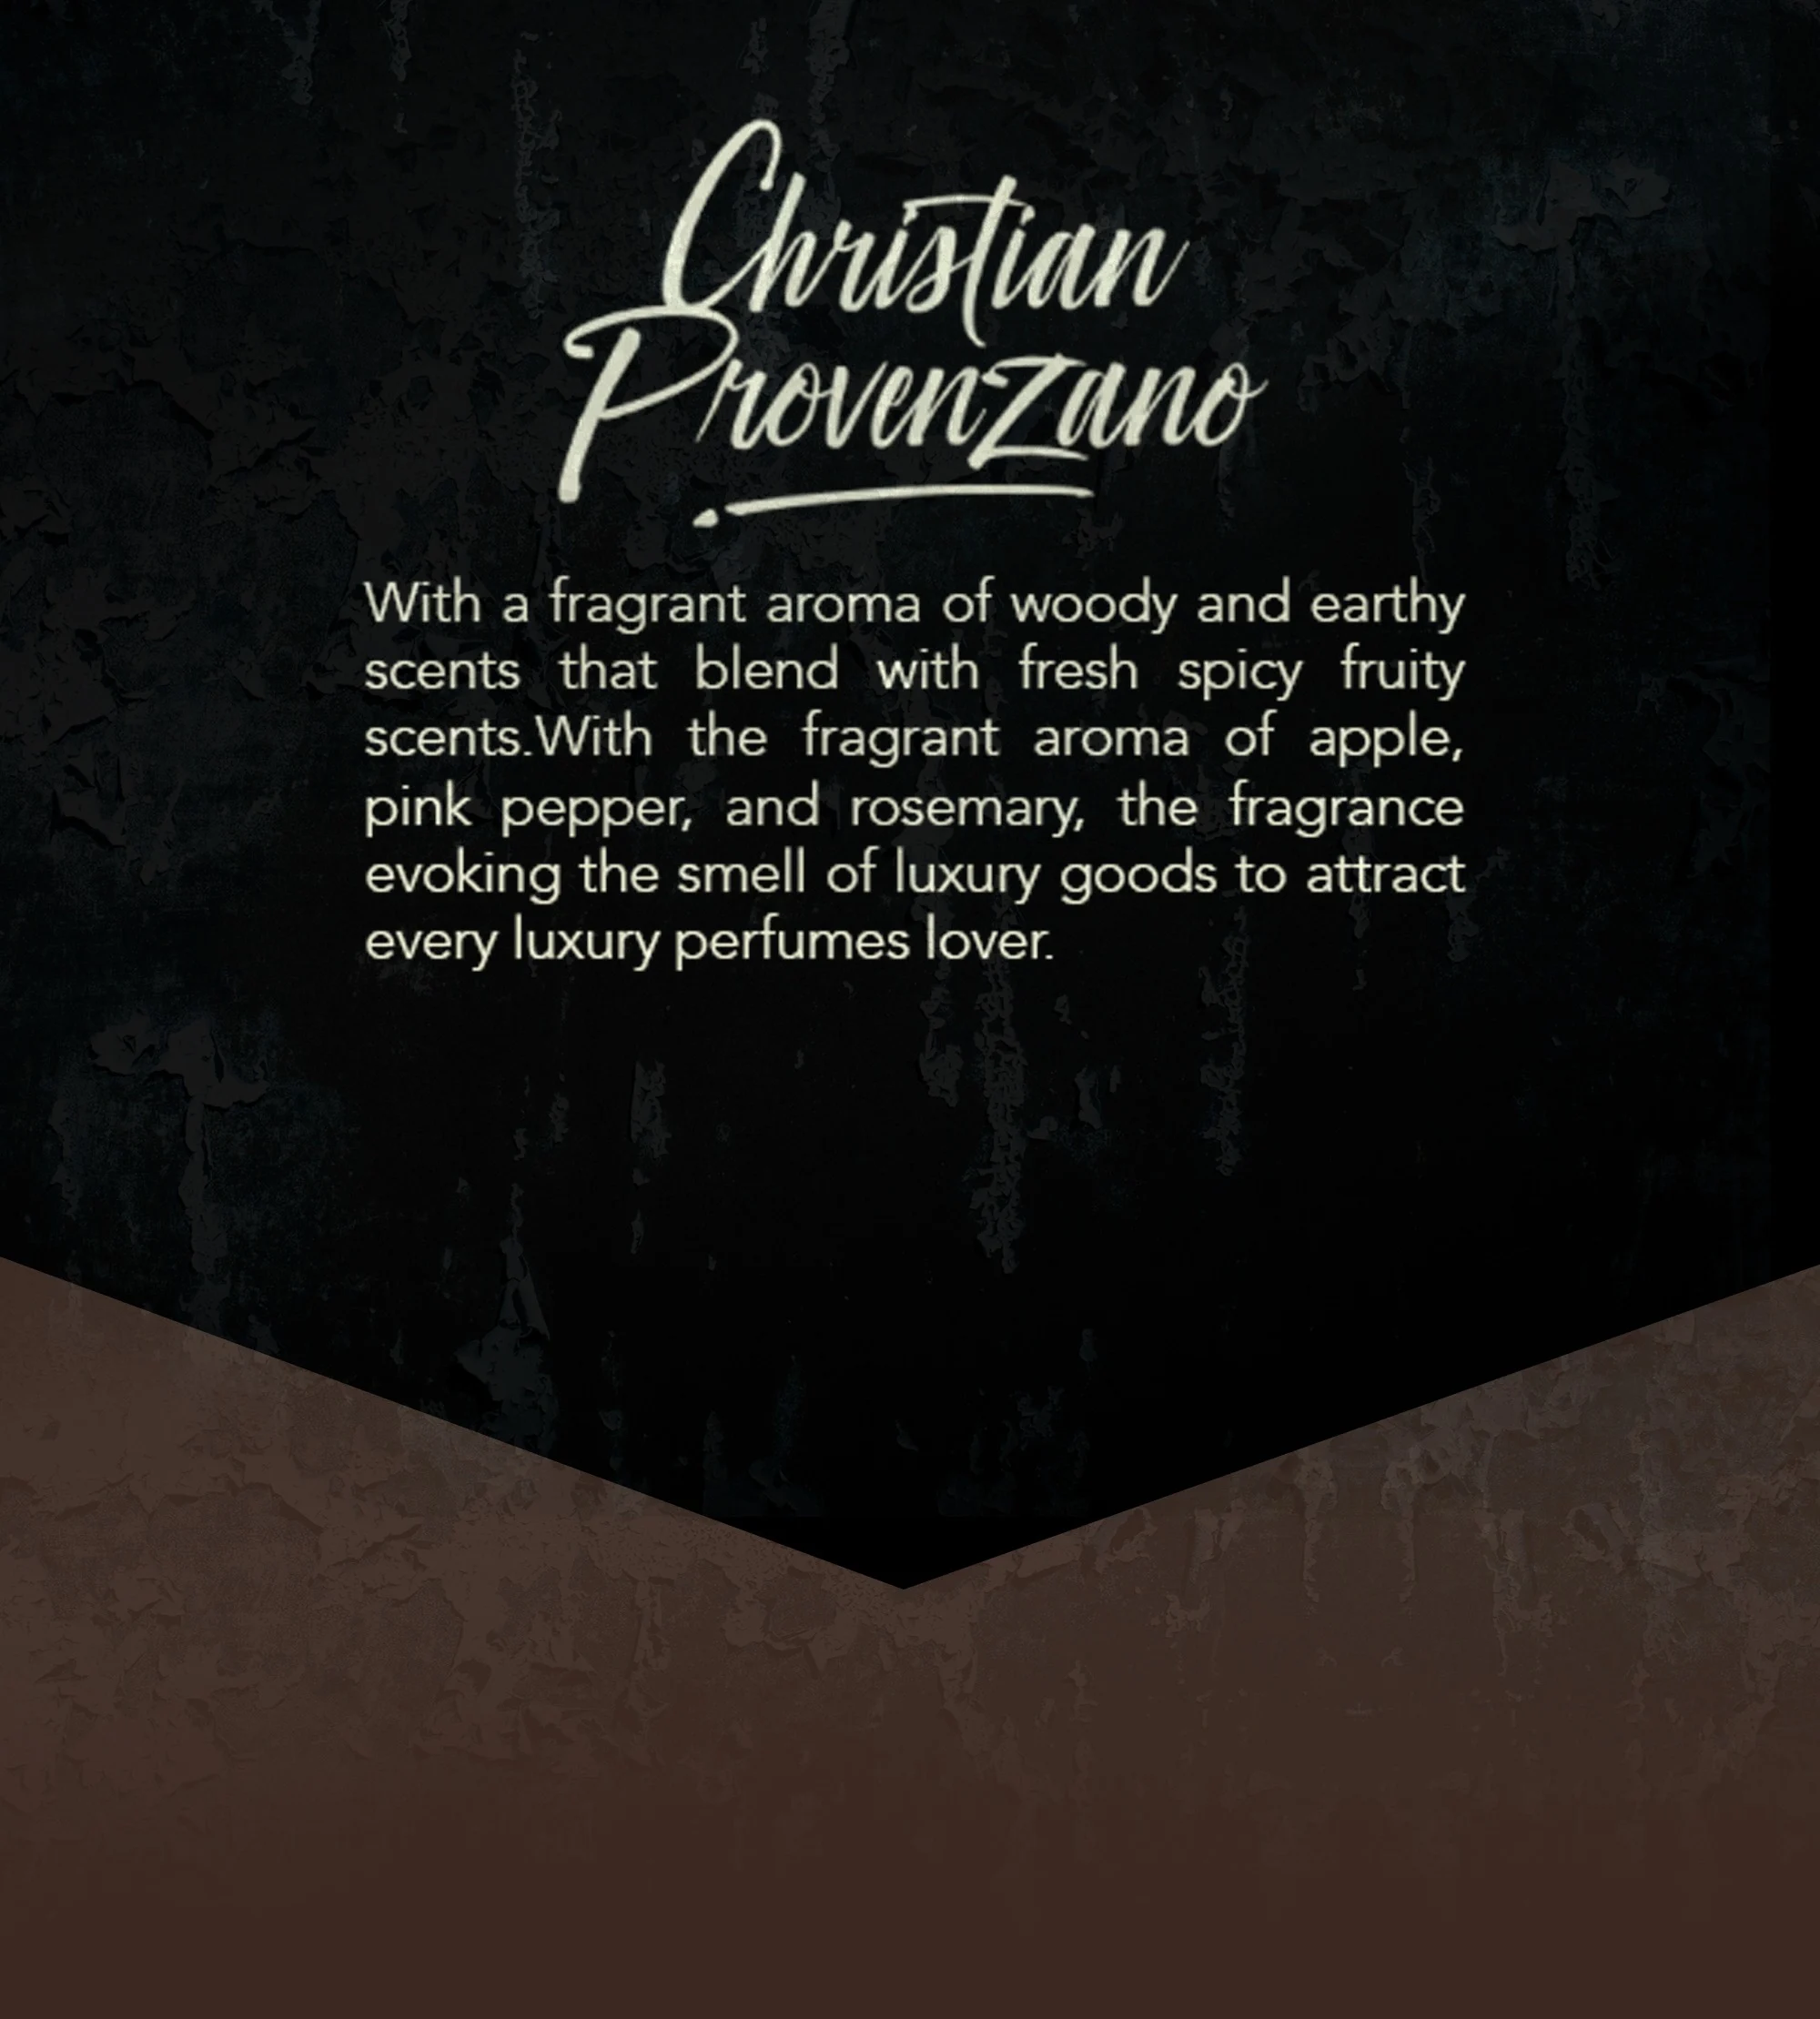 Christian
Provenzano
With a fragrant aroma of woody and earthy
scents that blend with fresh spicy fruity
scents.With the fragrant aroma of apple,
pink pepper, and rosemary, the fragrance
evoking the smell of luxury goods to attract
every luxury perfumes lover.